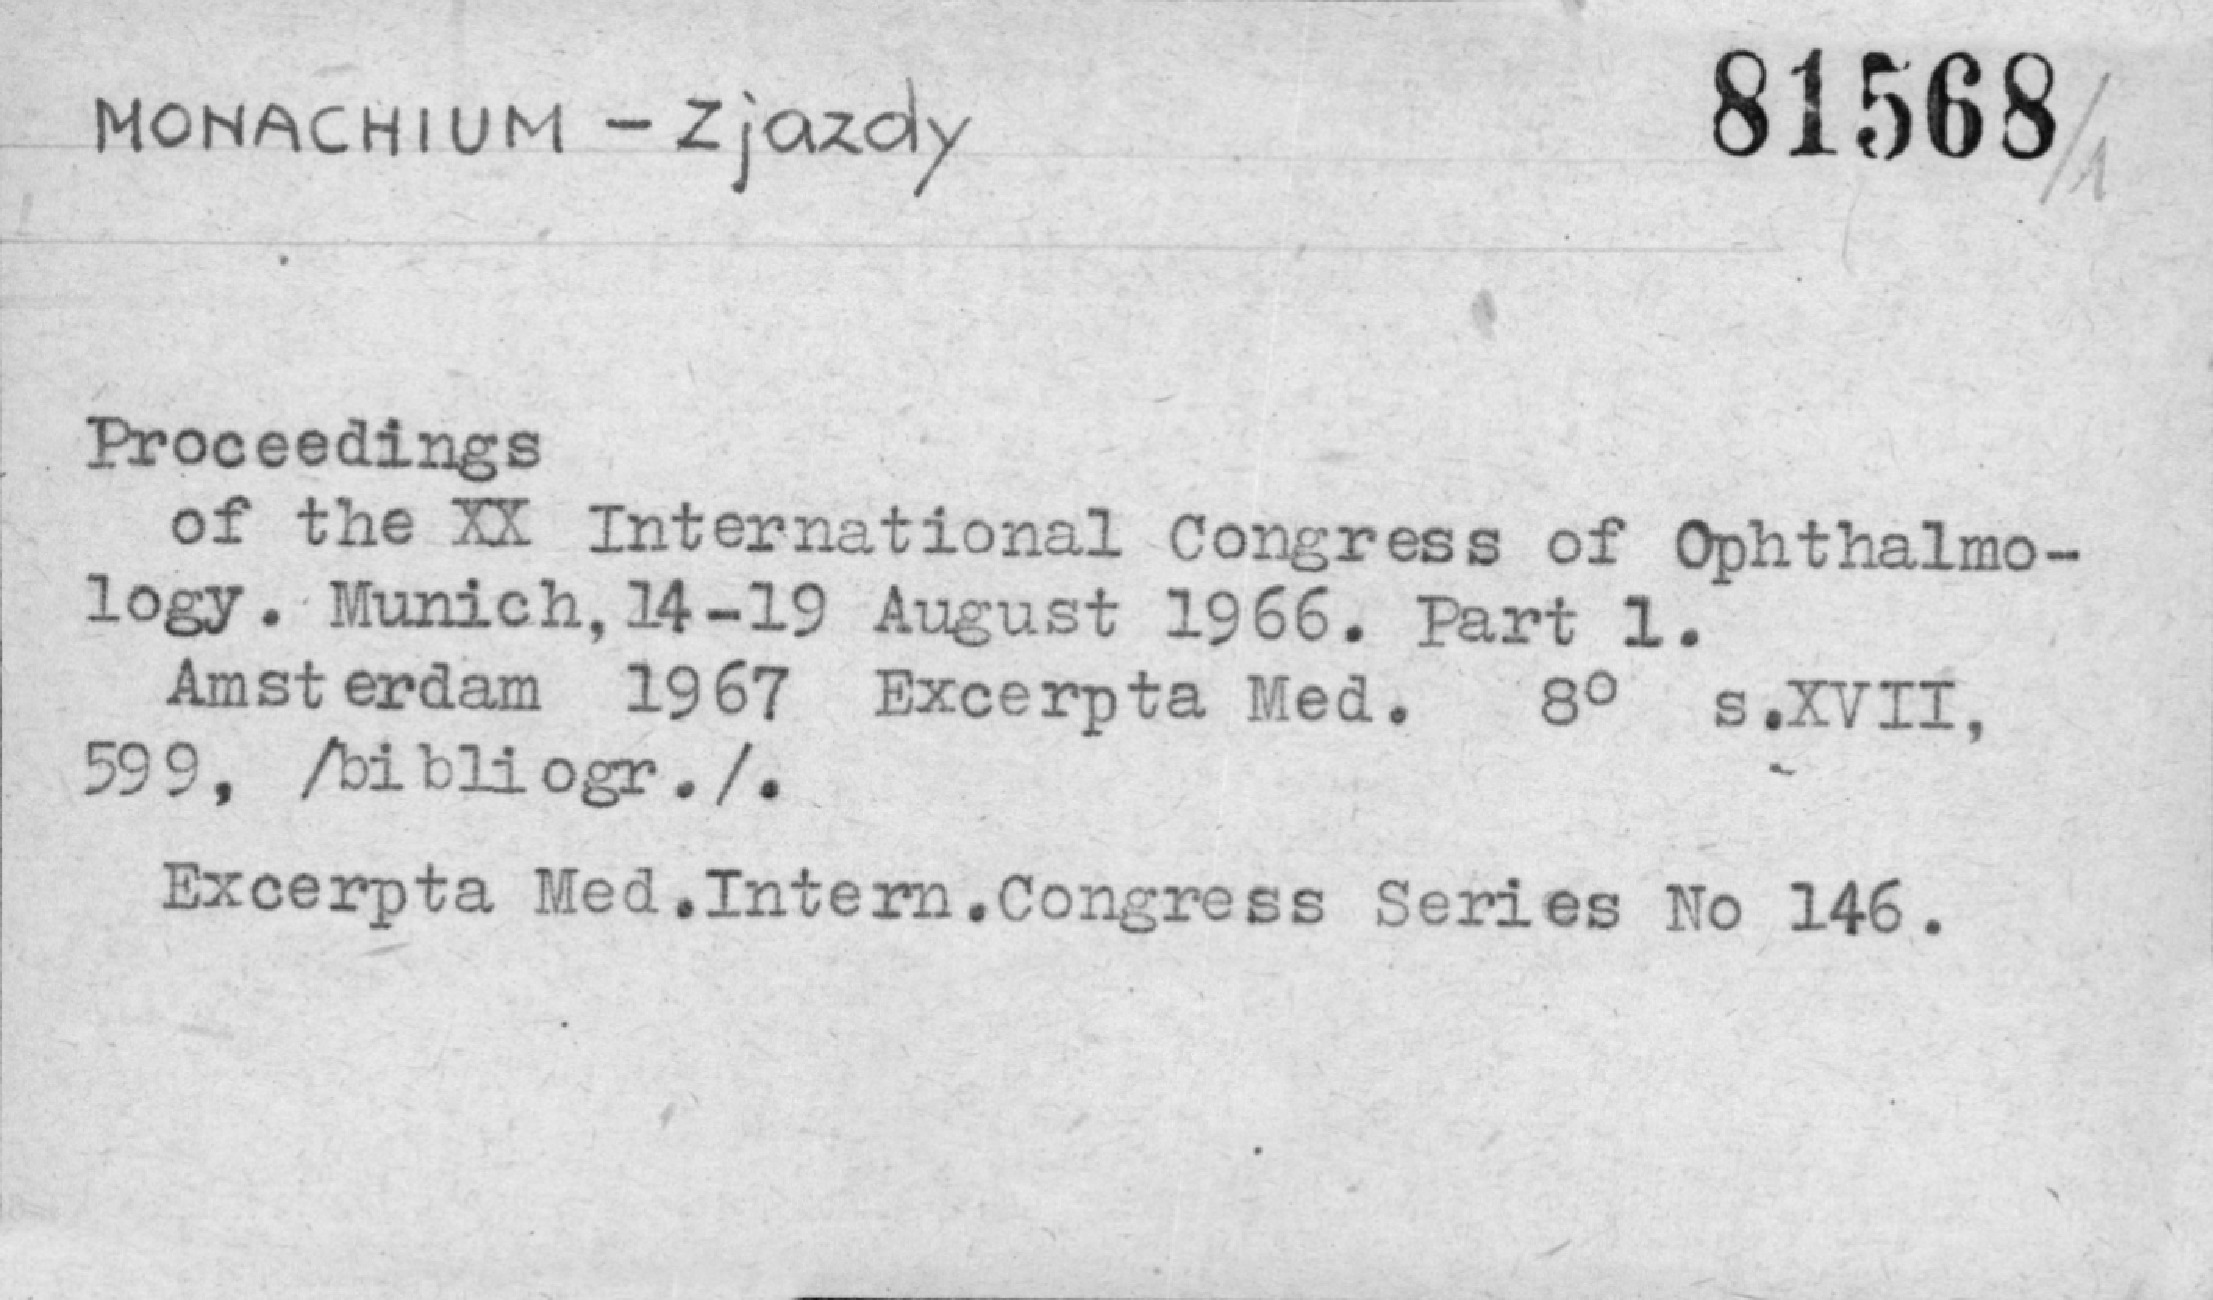 MONACHIUM - Zjazdy
81568/1
Proceedings
of the XX International Congress of Ophthalmo-
logy. Munich, 14-19 August 1966. Part 1.
Amsterdam 1967 Excerpta Med. 8º s.XVII,
599, /bibliogr./.
Excerpta Med.Intern.Congress Series No 146.